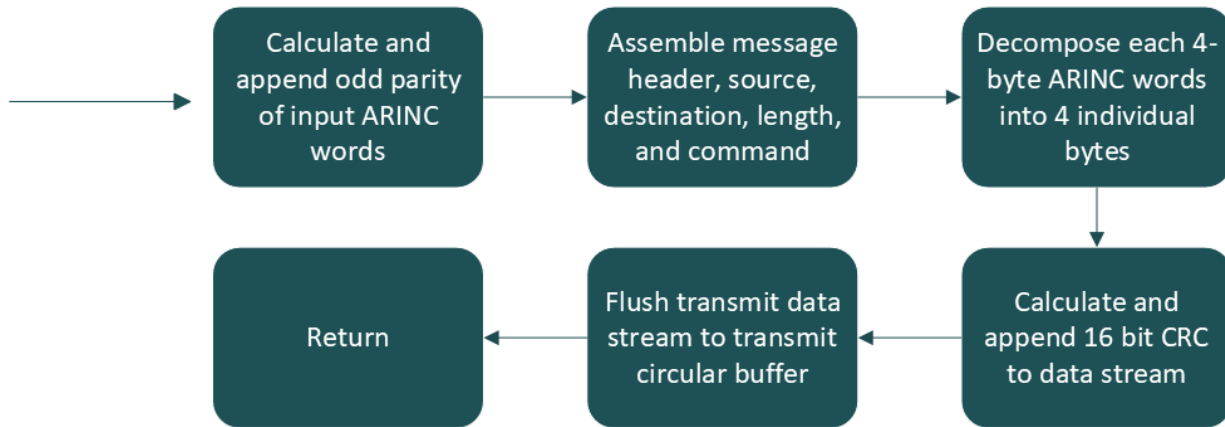 Calculate and
append odd parity
of input ARINC
words
Assemble message
header, source,
destination, length,
and command
Decompose each 4-
byte ARINC words
into 4 individual
bytes
Calculate and
append 16 bit CRC
to data stream
Flush transmit data
stream to transmit
circular buffer
Return